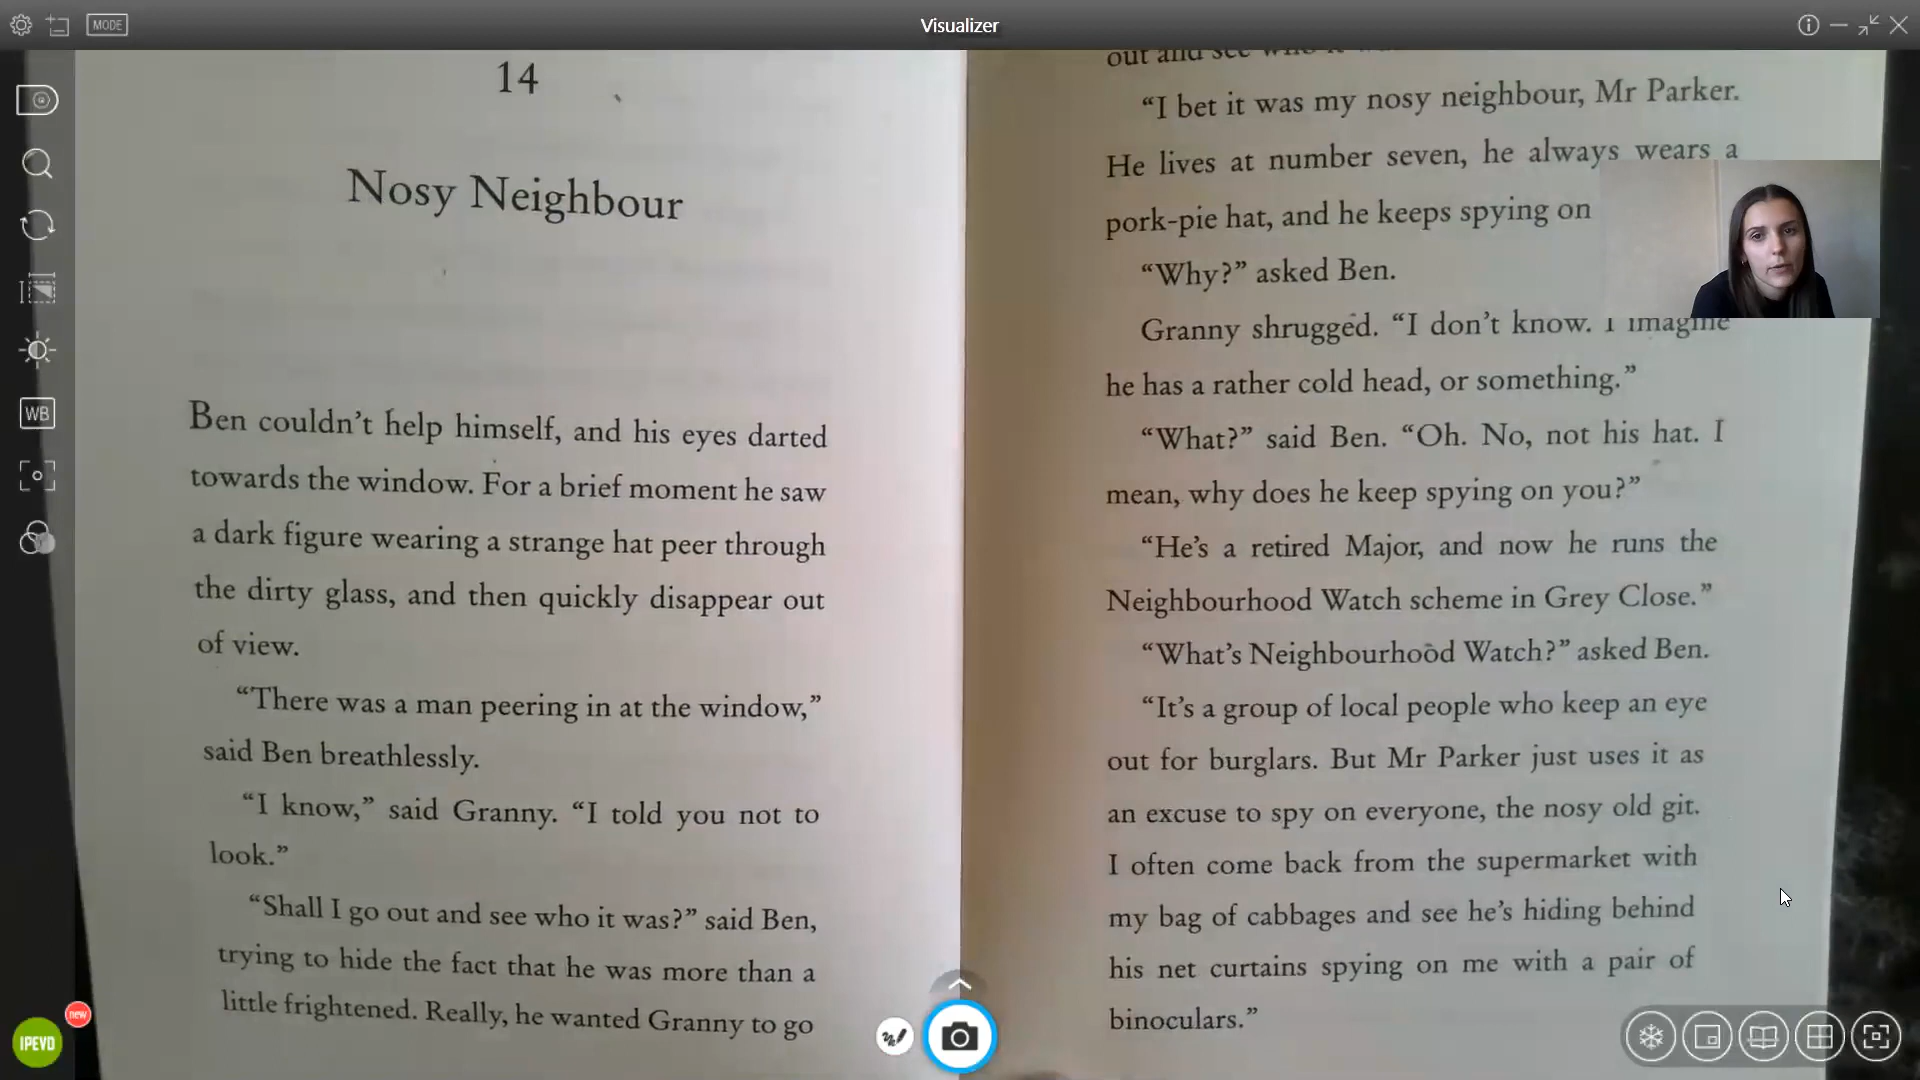 Visualizer
MODE
WB
new
IPEVO
14
Nosy Neighbour
Ben couldn’t help himself, and his eyes darted
towards the window. For a brief moment he saw
a dark figure wearing a strange hat peer through
the dirty glass, and then quickly disappear out
of view.
“There was a man peering in at the window,”
said Ben breathlessly.
“I know,” said Granny. “I told you not to
look.”
“Shall I go out and see who it was?” said Ben,
trying to hide the fact that he was more than a
little frightened. Really, he wanted Granny to go
out and see who it
“I bet it was my nosy neighbour, Mr Parker.
He lives at number seven, he always wears a
pork-pie hat, and he keeps spying on
“Why?” asked Ben.
Granny shrugged. “I don’t know. I imagine
he has a rather cold head, or something.”
“What?” said Ben. “Oh. No, not his hat. I
mean, why does he keep spying on you?”
“He’s a retired Major, and now he runs the
Neighbourhood Watch scheme in Grey Close.”
“What’s Neighbourhood Watch?” asked Ben.
“It’s a group of local people who keep an eye
out for burglars. But Mr Parker just uses it as
an excuse to spy on everyone, the nosy old git.
I often come back from the supermarket with
my bag of cabbages and see he’s hiding behind
his net curtains spying on me with a pair of
binoculars.”